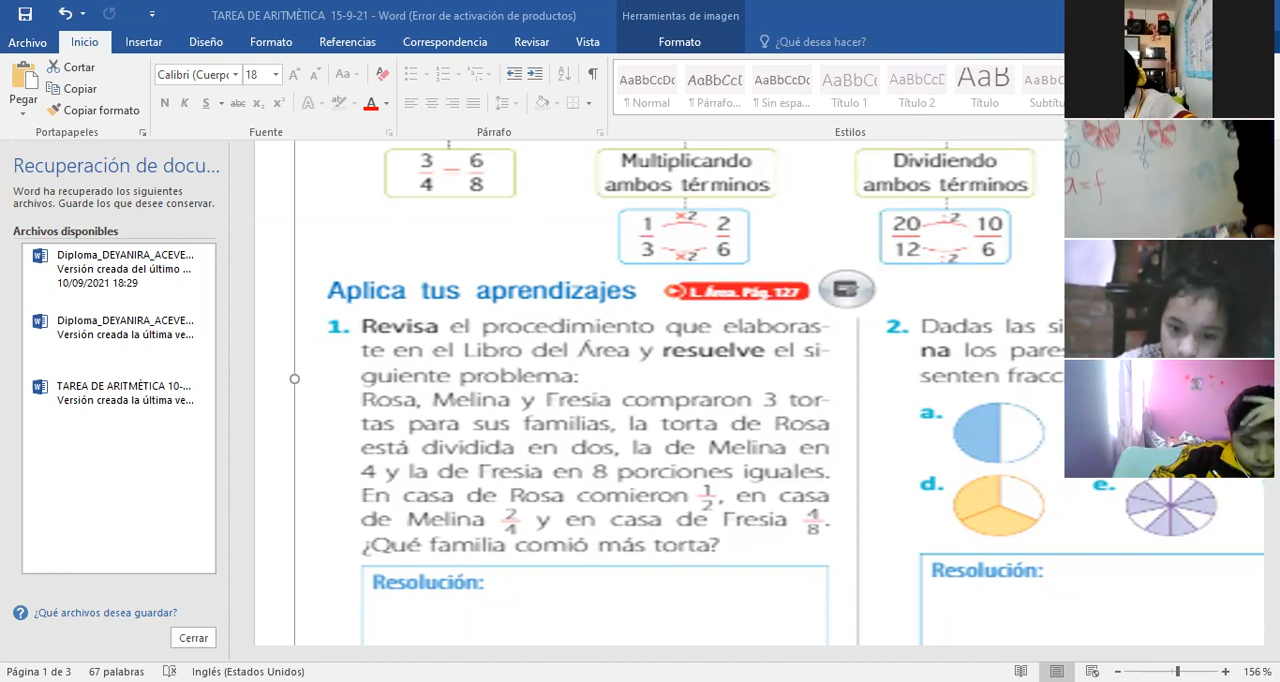 TAREA DE ARITMÈTICA 15-9-21 - Word (Error de activación de productos)
Herramientas de imagen
Archivo Inicio Insertar Diseño Formato Referencias Correspondencia Revisar Vista Formato ¿Qué desea hacer?
Pegar
Cortar
Copiar
Copiar formato
Portapapeles
Calibri (Cuerpo 18
N K S abc x₂ x²
Fuente
Párrafo
AaBbCcDc AaBbCcDc AaBbCcDc AaBbC AaBbCcD AaB AaBbC
¶ Normal ¶ Párrafo... ¶ Sin espa... Título 1 Título 2 Título Subtítu
Estilos
Recuperación de docu...
Word ha recuperado los siguientes
archivos. Guarde los que desee conservar.
Archivos disponibles
Diploma_DEYANIRA_ACEVE...
Versión creada del último ...
10/09/2021 18:29
Diploma_DEYANIRA_ACEVE...
Versión creada la última ve...
TAREA DE ARITMÈTICA 10-...
Versión creada la última ve...
¿Qué archivos desea guardar?
Cerrar
3/4 – 6/8
Multiplicando
ambos términos
Dividiendo
ambos términos
1/3 ×2 ×2 2/6
20/12 ÷2 ÷2 10/6
Aplica tus aprendizajes L. Área. Pág. 127
1. Revisa el procedimiento que elaboras-
te en el Libro del Área y resuelve el si-
guiente problema:
Rosa, Melina y Fresia compraron 3 tor-
tas para sus familias, la torta de Rosa
está dividida en dos, la de Melina en
4 y la de Fresia en 8 porciones iguales.
En casa de Rosa comieron 1/2, en casa
de Melina 2/4 y en casa de Fresia 4/8.
¿Qué familia comió más torta?
Resolución:
2. Dadas las si
na los pares
senten fracc
a.
d. e.
Resolución:
Página 1 de 3 67 palabras Inglés (Estados Unidos) 156 %